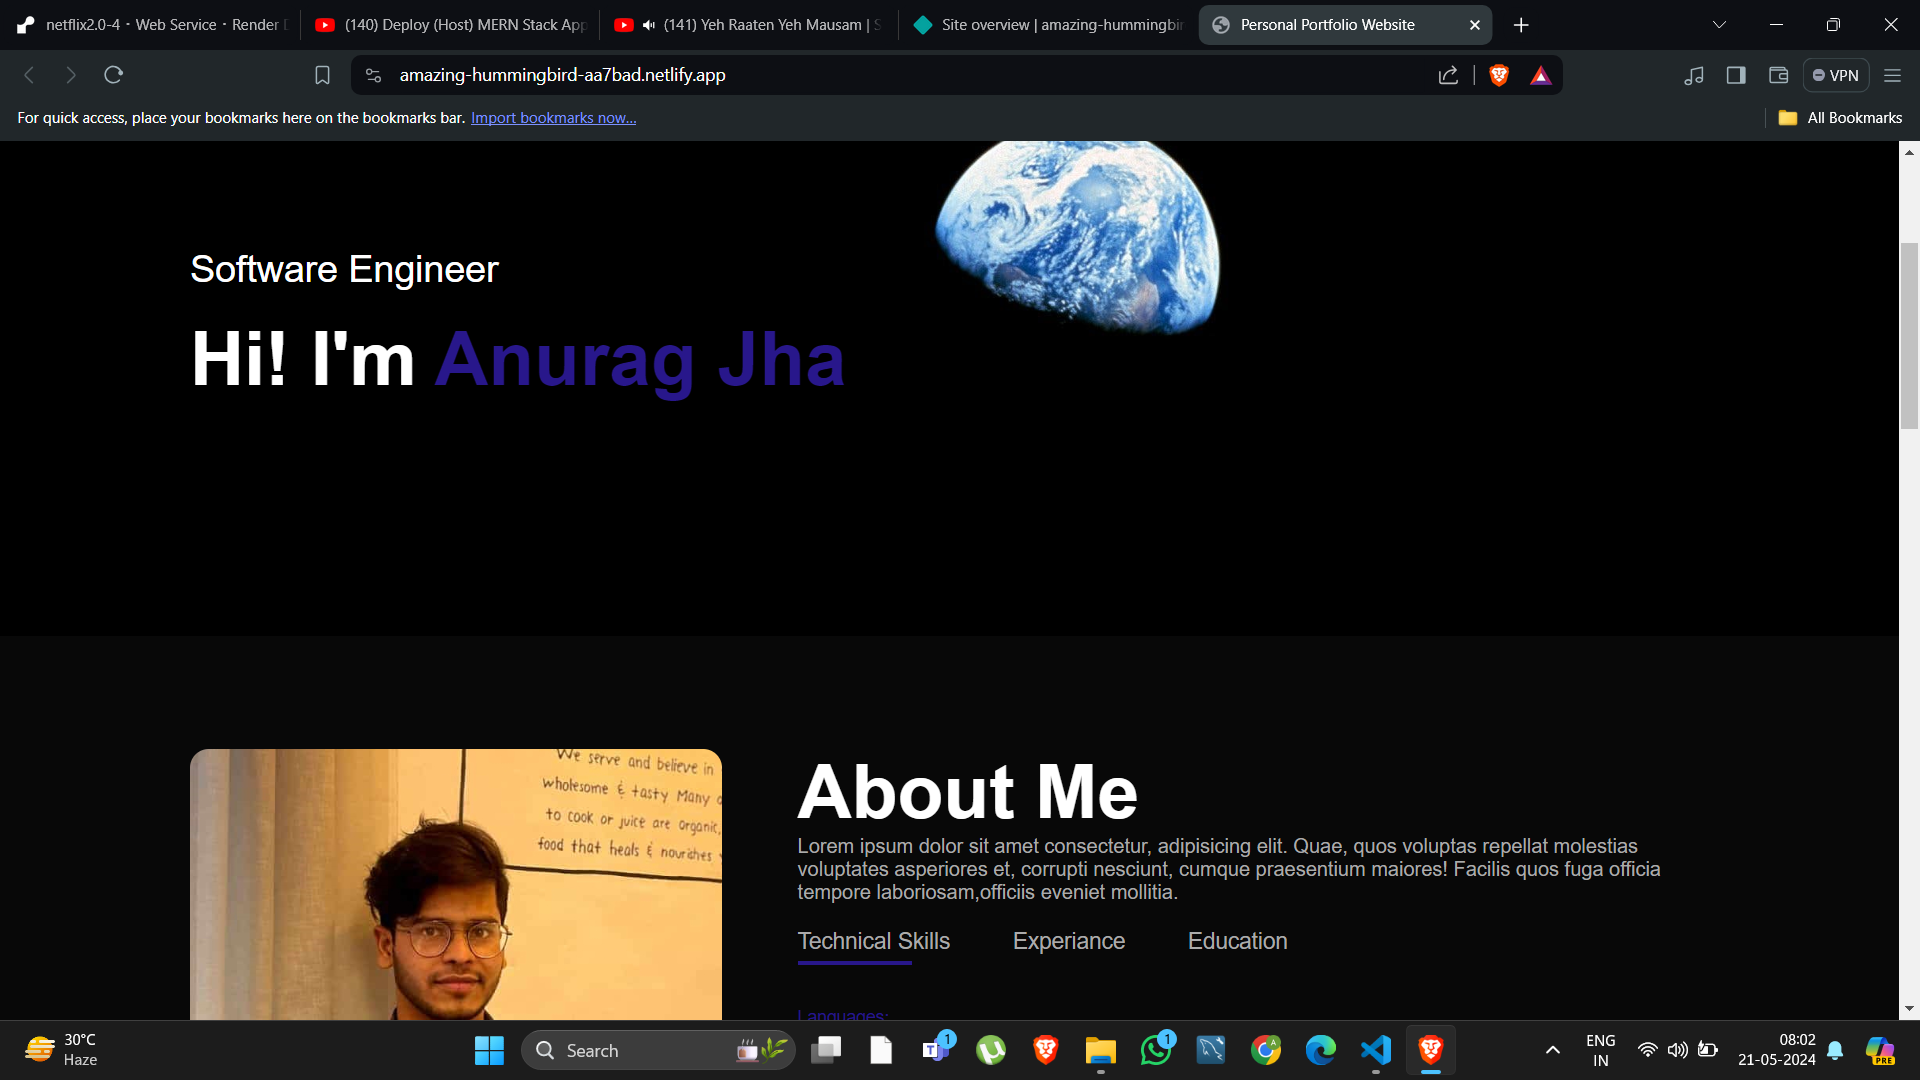 netflix2.0-4 · Web Service · Render
(140) Deploy (Host) MERN Stack App
(141) Yeh Raaten Yeh Mausam | S
Site overview | amazing-hummingbir
Personal Portfolio Website
amazing-hummingbird-aa7bad.netlify.app
VPN
For quick access, place your bookmarks here on the bookmarks bar. Import bookmarks now...
All Bookmarks
Software Engineer
Hi! I'm Anurag Jha
We serve and believe in
wholesome & tasty Many
to cook or juice are organic,
food that heals & nourishes
About Me
Lorem ipsum dolor sit amet consectetur, adipisicing elit. Quae, quos voluptas repellat molestias
voluptates asperiores et, corrupti nesciunt, cumque praesentium maiores! Facilis quos fuga officia
tempore laboriosam,officiis eveniet mollitia.
Technical Skills
Experiance
Education
Languages:
30°C
Haze
Search
1
1
ENG
IN
08:02
21-05-2024
PRE